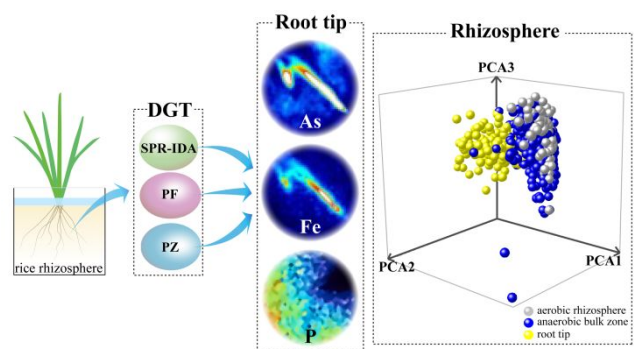 rice rhizosphere
DGT
SPR-IDA
PF
PZ
Root tip
As
Fe
P
Rhizosphere
PCA3
PCA2
PCA1
aerobic rhizosphere
anaerobic bulk zone
root tip